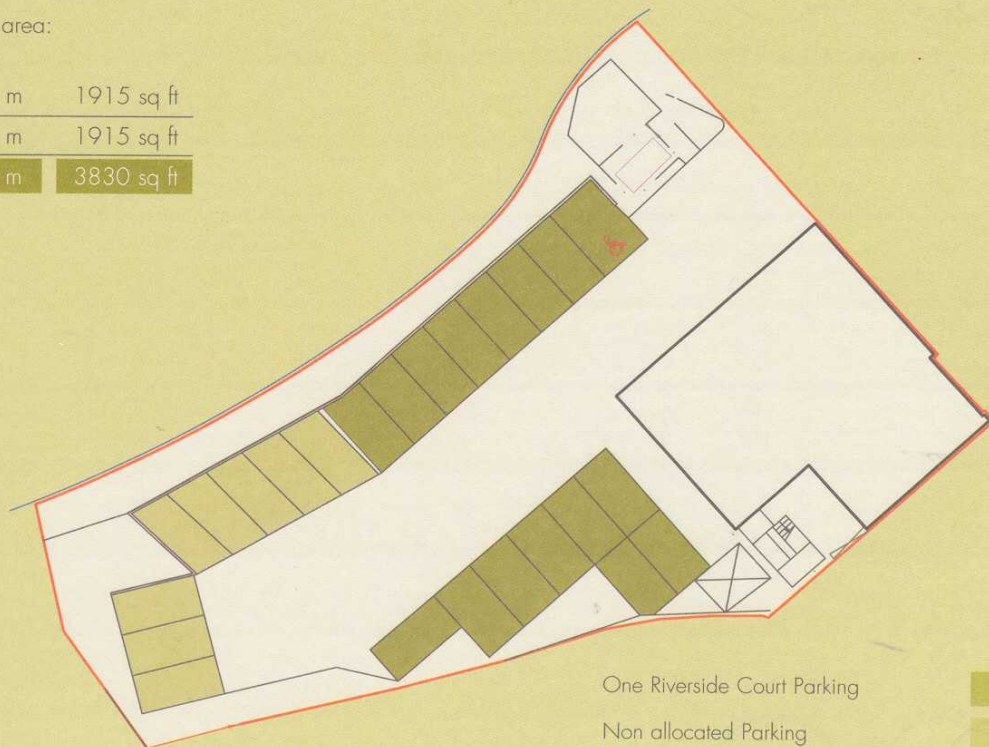 area:
m 1915 sq ft
m 1915 sq ft
m 3830 sq ft
One Riverside Court Parking
Non allocated Parking